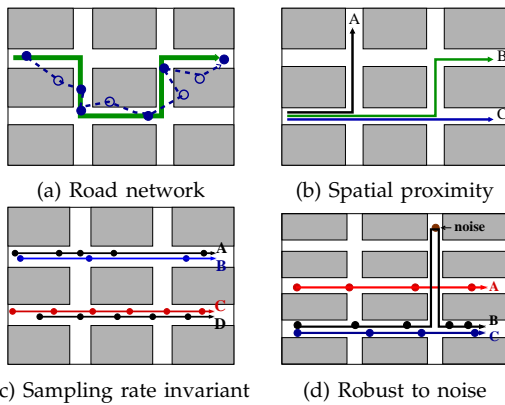 A
B
C
(a) Road network
(b) Spatial proximity
A
B
C
D
noise
A
B
C
c) Sampling rate invariant
(d) Robust to noise